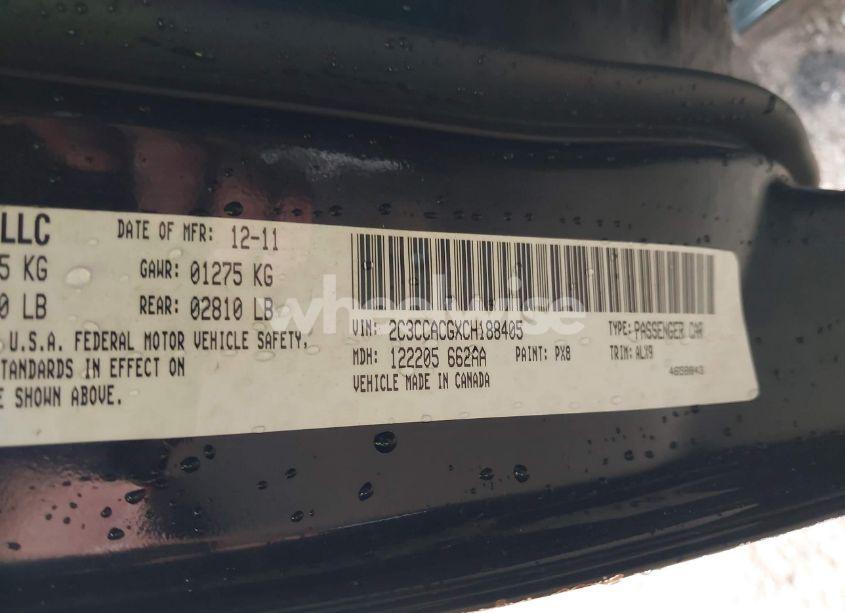 LLC DATE OF MFR: 12-11
5 KG GAWR: 01275 KG
0 LB REAR: 02810 LB
U.S.A. FEDERAL MOTOR VEHICLE SAFETY.
STANDARDS IN EFFECT ON
E SHOWN ABOVE.
VIN: 2C3CCACGXCH188405 TYPE: PASSENGER CAR
MDH: 122205 662AA PAINT: PX8 TRIM: ALX9
VEHICLE MADE IN CANADA
wheelwise